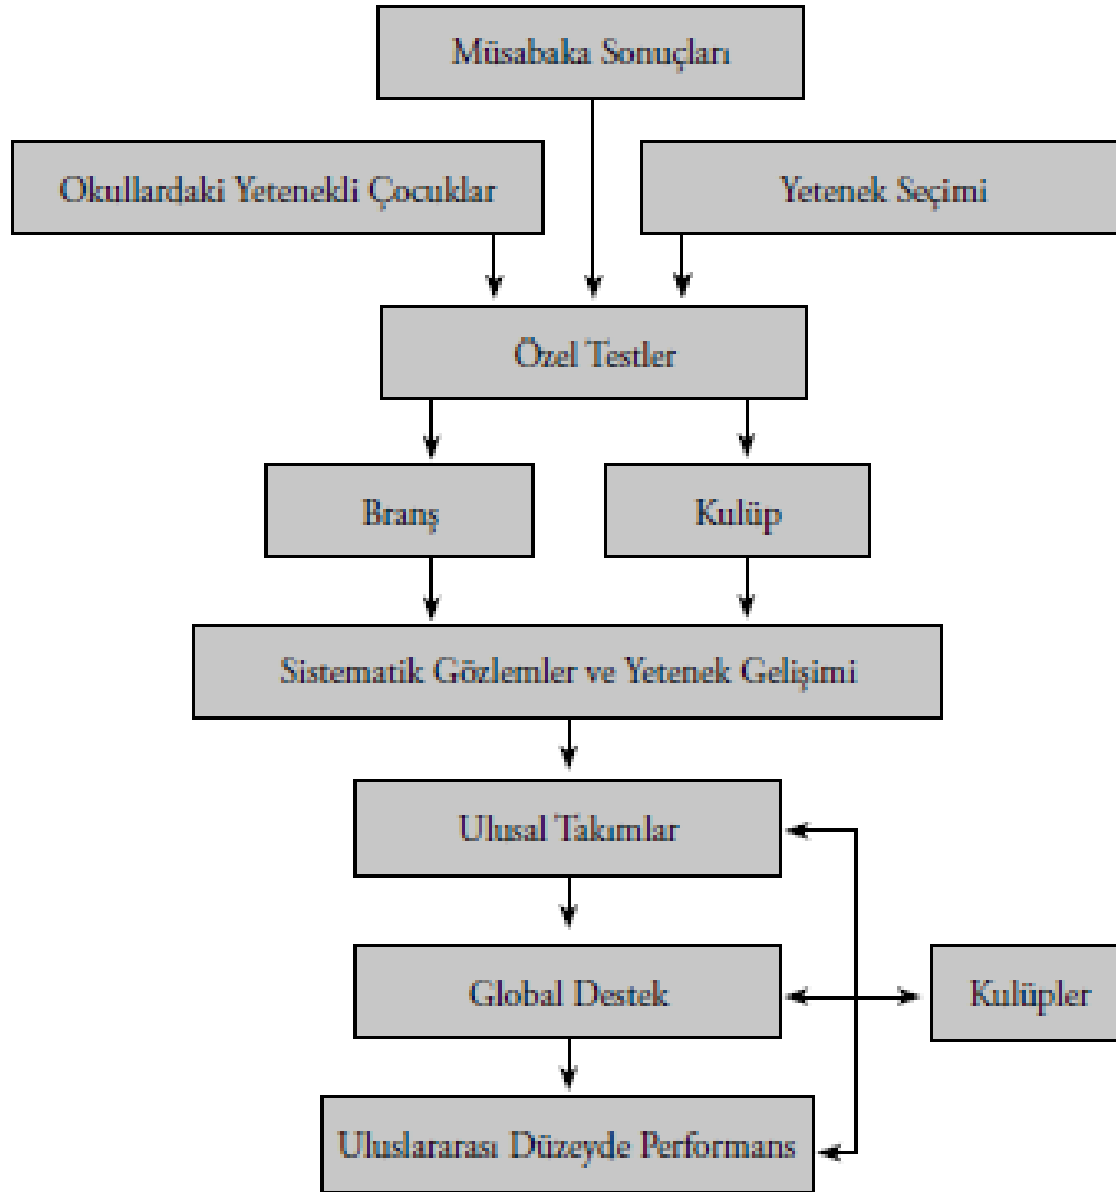 Müsabaka Sonuçları
Okullardaki Yetenekli Çocuklar
Yetenek Seçimi
Özel Testler
Branş
Kulüp
Sistematik Gözlemler ve Yetenek Gelişimi
Ulusal Takımlar
Global Destek
Kulüpler
Uluslararası Düzeyde Performans